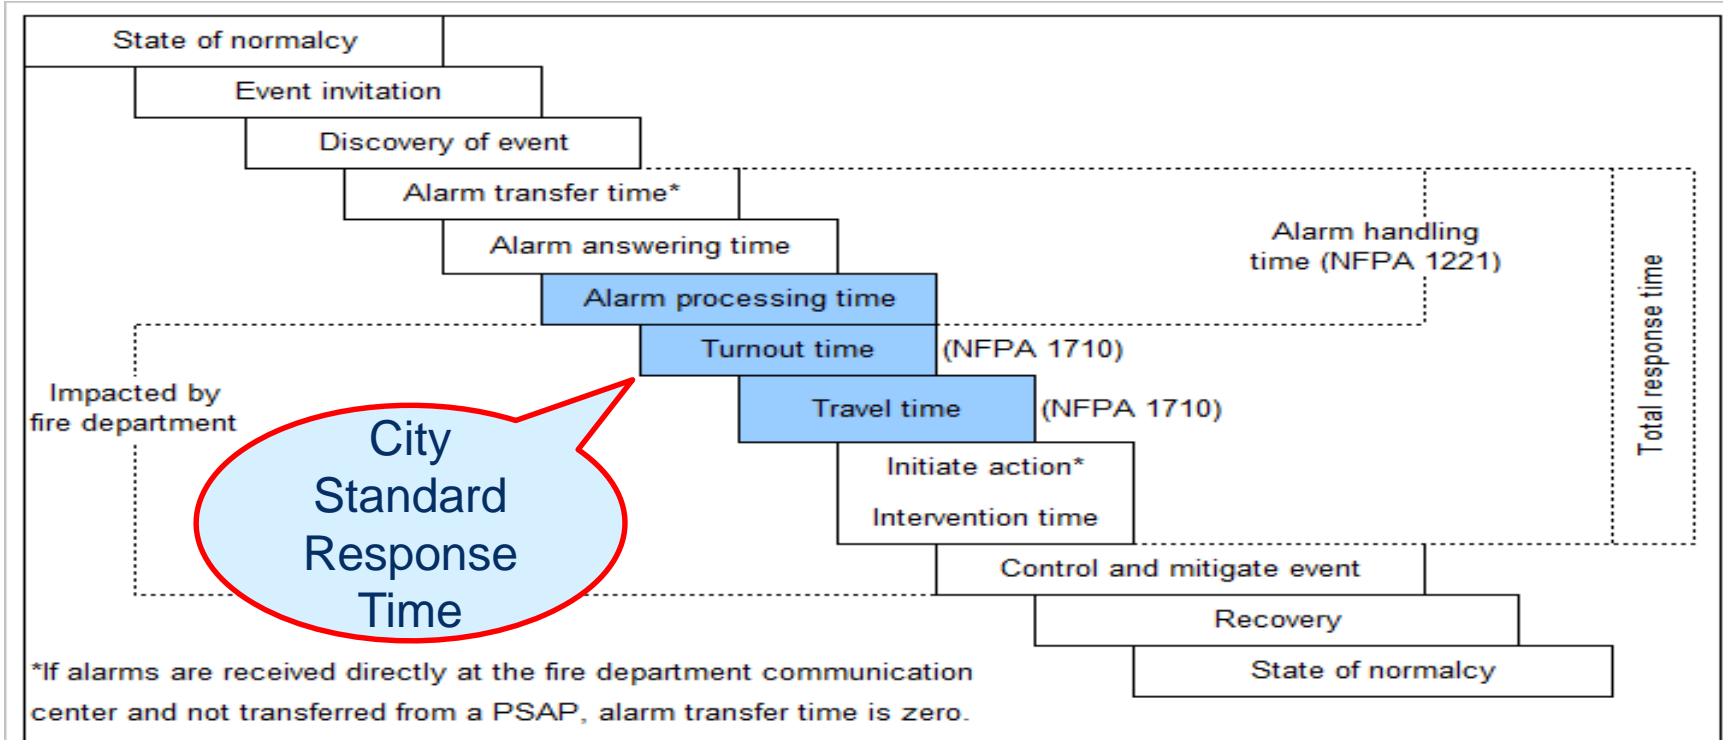 State of normalcy
Event invitation
Discovery of event
Alarm transfer time*
Alarm answering time
Alarm handling
time (NFPA 1221)
Alarm processing time
Turnout time
(NFPA 1710)
Travel time
(NFPA 1710)
Impacted by
fire department
Total response time
City
Standard
Response
Time
Initiate action*
Intervention time
Control and mitigate event
Recovery
State of normalcy
*If alarms are received directly at the fire department communication
center and not transferred from a PSAP, alarm transfer time is zero.